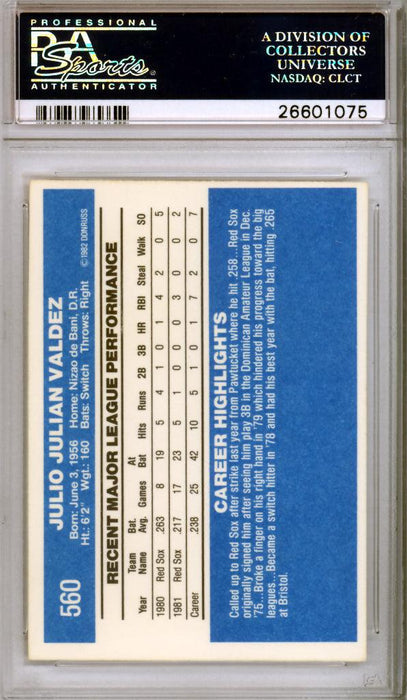 PROFESSIONAL
PSA
Sports
AUTHENTICATOR
A DIVISION OF
COLLECTORS
UNIVERSE
NASDAQ: CLCT
26601075
560
JULIO JULIAN VALDEZ
Born: June 3, 1956 Home: Nizao de Bani, D.R.
Ht.: 6'2 Wgt.: 160 Bats: Switch Throws: Right
©1982 DONRUSS
RECENT MAJOR LEAGUE PERFORMANCE
Year Team Name Bat. Avg. Games At Bat Hits Runs 2B 3B HR RBI Steal Walk SO
1980 Red Sox .263 8 19 5 4 1 0 1 4 2 0 5
1981 Red Sox .217 17 23 5 1 0 0 0 3 0 0 2
Career .238 25 42 10 5 1 0 1 7 2 0 7
CAREER HIGHLIGHTS
Called up to Red Sox after strike last year from Pawtucket where he hit .258...Red Sox
originally signed him after seeing him play 3B in the Dominican Amateur League in Dec.
'75...Broke a finger on his right hand in '79 which hindered his progress toward the big
leagues...Became a switch hitter in '78 and had his best year with the bat, hitting .265
at Bristol.